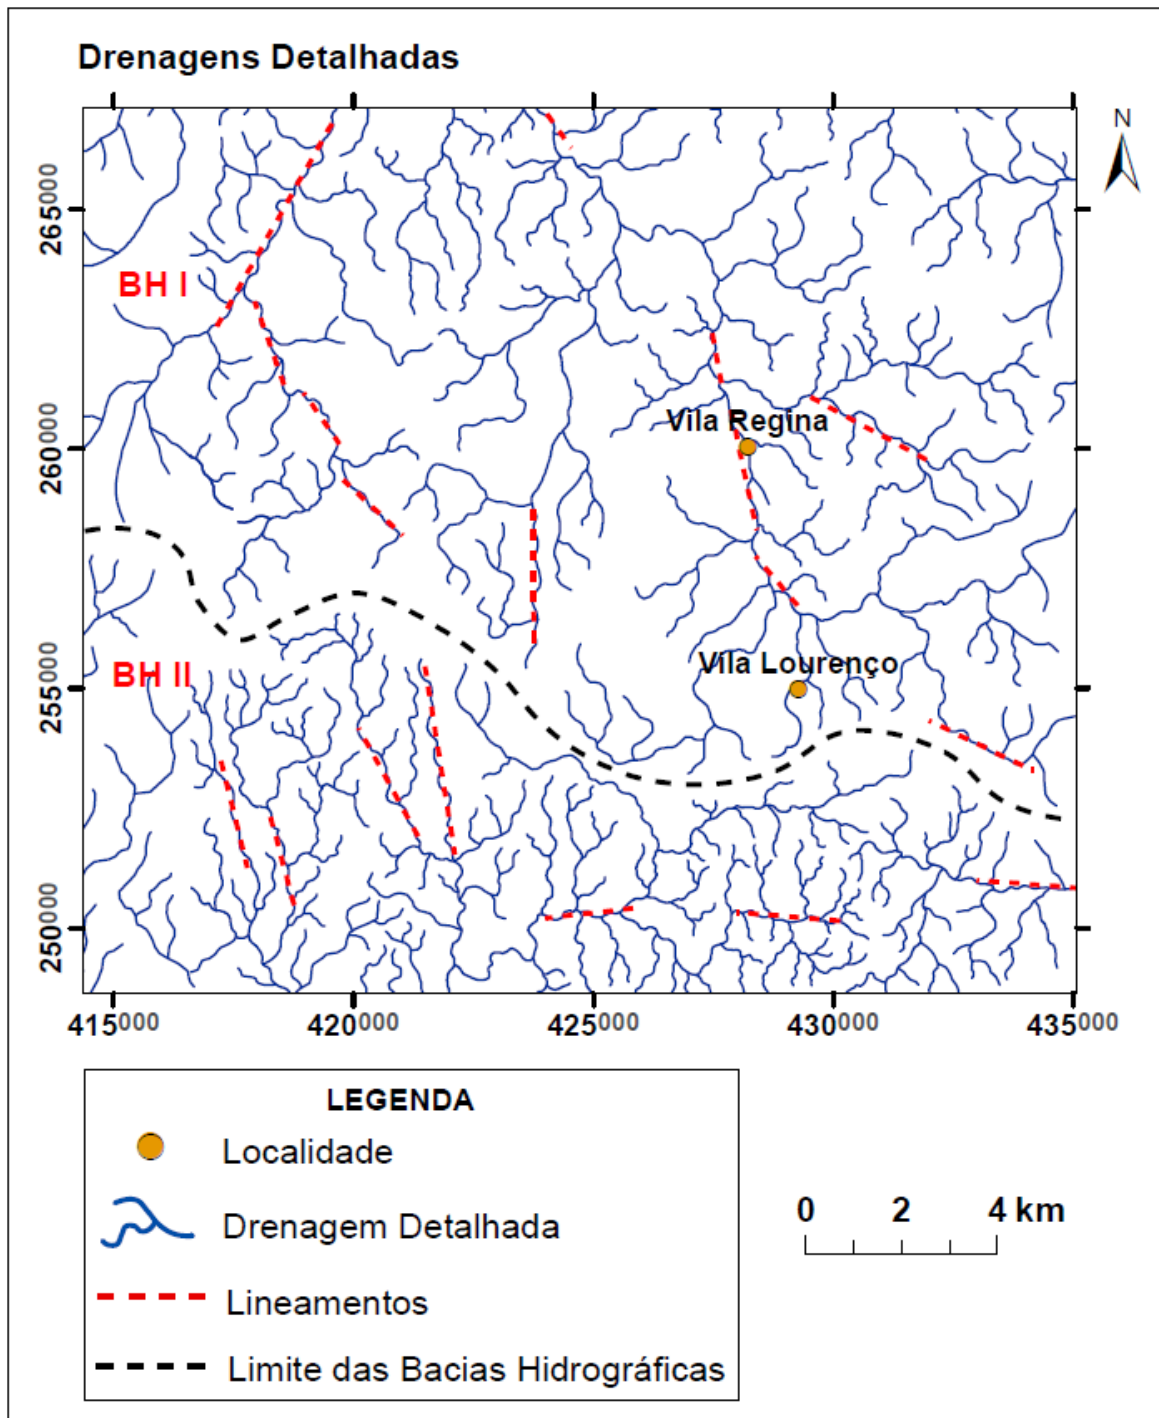 Drenagens Detalhadas
N
265000
BH I
Vila Regina
260000
BH II
Vila Lourenço
255000
250000
415000 420000 425000 430000 435000
LEGENDA
Localidade
Drenagem Detalhada
Lineamentos
Limite das Bacias Hidrográficas
0 2 4 km